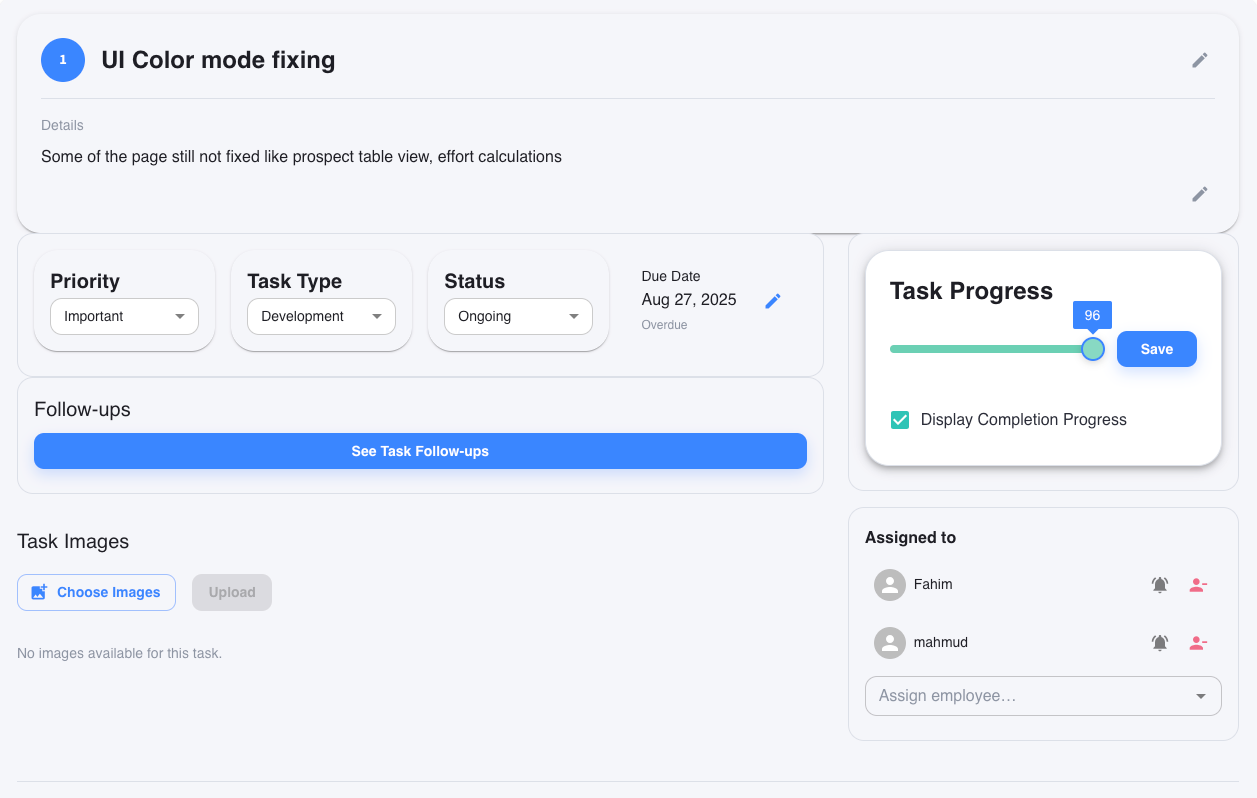 1
UI Color mode fixing
Details
Some of the page still not fixed like prospect table view, effort calculations
Priority
Important
Task Type
Development
Status
Ongoing
Due Date
Aug 27, 2025
Overdue
Follow-ups
See Task Follow-ups
Task Images
Choose Images
Upload
No images available for this task.
Task Progress
96
Save
Display Completion Progress
Assigned to
Fahim
mahmud
Assign employee…